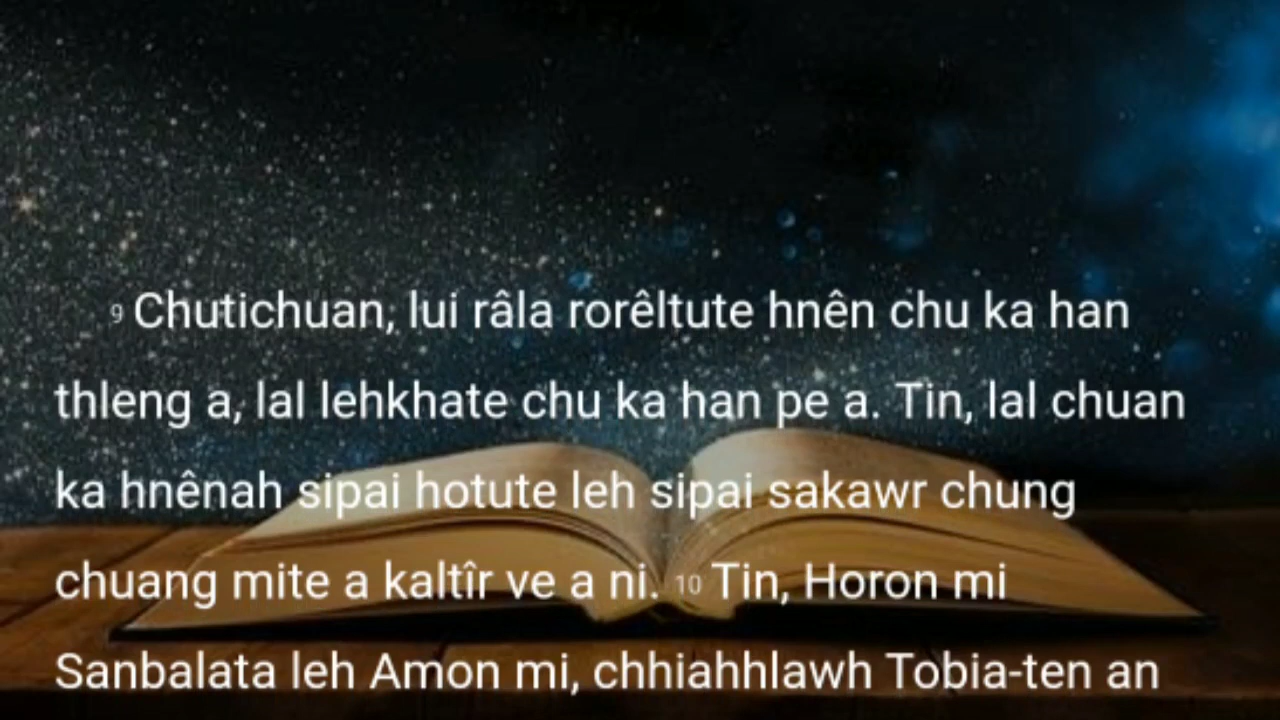 9 Chutichuan, lui râla rorêltute hnên chu ka han
thleng a, lal lehkhate chu ka han pe a. Tin, lal chuan
ka hnênah sipai hotute leh sipai sakawr chung
chuang mite a kaltîr ve a ni. 10 Tin, Horon mi
Sanbalata leh Amon mi, chhiahhlawh Tobia-ten an